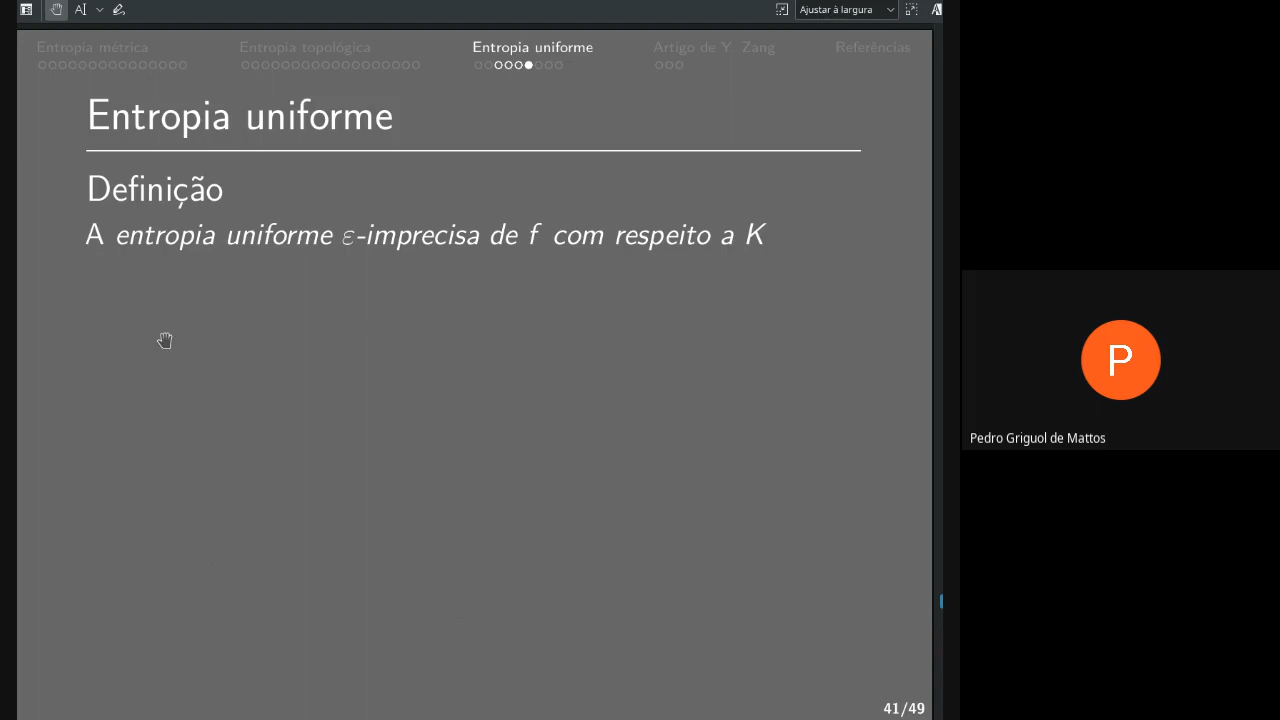 AI
Ajustar à largura
A
Entropia métrica
Entropia topológica
Entropia uniforme
Artigo de Y Zang
Referências
Entropia uniforme
Definição
A entropia uniforme ε-imprecisa de f com respeito a K
P
Pedro Griguol de Mattos
41/49